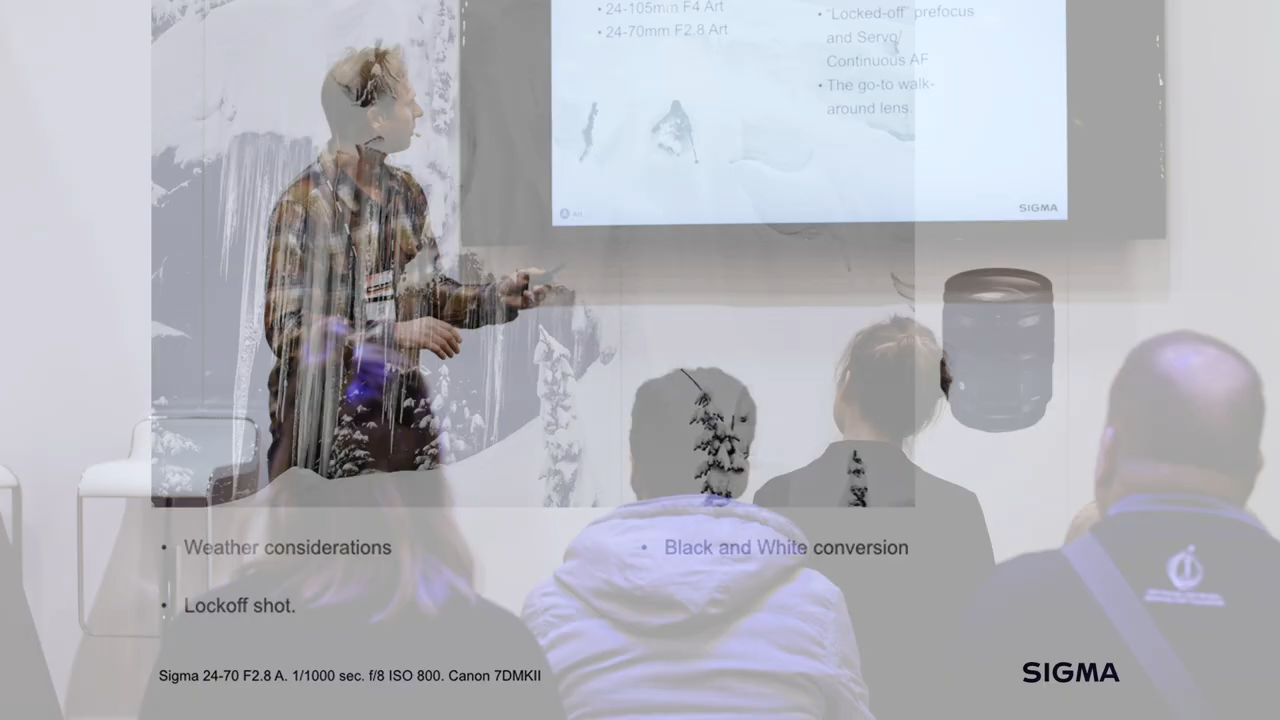 • 24-105mm F4 Art
• 24-70mm F2.8 Art
• "Locked-off" prefocus
and Servo/
Continuous AF
• The go-to walk-
around lens.
A Art
SIGMA
• Weather considerations
• Black and White conversion
• Lockoff shot.
Sigma 24-70 F2.8 A. 1/1000 sec. f/8 ISO 800. Canon 7DMKII
SIGMA